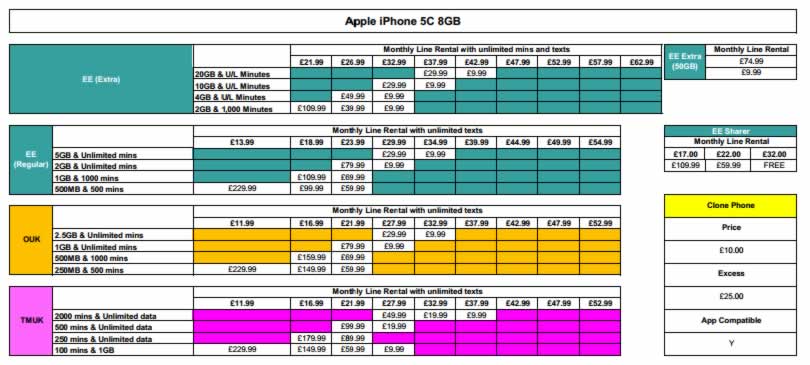 Apple iPhone 5C 8GB
EE (Extra)
Monthly Line Rental with unlimited mins and texts
£21.99 £26.99 £32.99 £37.99 £42.99 £47.99 £52.99 £57.99 £62.99
20GB & U/L Minutes £29.99 £9.99
10GB & U/L Minutes £29.99 £9.99
4GB & U/L Minutes £49.99 £9.99
2GB & 1,000 Minutes £109.99 £39.99 £9.99
EE Extra (50GB)
Monthly Line Rental
£74.99
£9.99
EE (Regular)
Monthly Line Rental with unlimited texts
£13.99 £18.99 £23.99 £29.99 £34.99 £39.99 £44.99 £49.99 £54.99
5GB & Unlimited mins £29.99 £9.99
2GB & Unlimited mins £79.99 £9.99
1GB & 1000 mins £109.99 £69.99
500MB & 500 mins £229.99 £99.99 £59.99
EE Sharer
Monthly Line Rental
£17.00 £22.00 £32.00
£109.99 £59.99 FREE
OUK
Monthly Line Rental with unlimited texts
£11.99 £16.99 £21.99 £27.99 £32.99 £37.99 £42.99 £47.99 £52.99
2.5GB & Unlimited mins £29.99 £9.99
1GB & Unlimited mins £79.99 £9.99
500MB & 1000 mins £159.99 £69.99
250MB & 500 mins £229.99 £149.99 £59.99
Clone Phone
Price
£10.00
Excess
£25.00
App Compatible
Y
TMUK
Monthly Line Rental with unlimited texts
£11.99 £16.99 £21.99 £27.99 £32.99 £37.99 £42.99 £47.99 £52.99
2000 mins & Unlimited data £49.99 £19.99 £9.99
500 mins & Unlimited data £99.99 £19.99
250 mins & Unlimited data £179.99 £89.99
100 mins & 1GB £229.99 £149.99 £59.99 £9.99